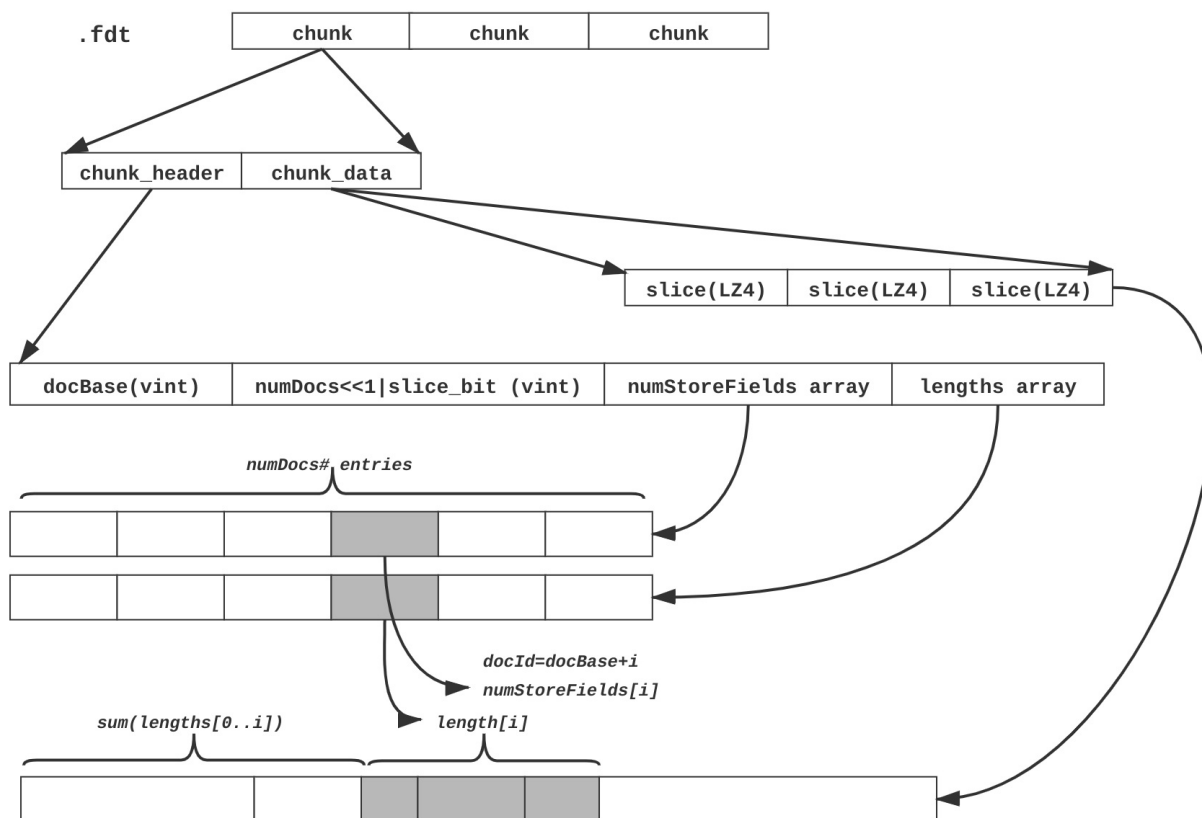 .fdt
chunk chunk chunk
chunk_header chunk_data
slice(LZ4) slice(LZ4) slice(LZ4)
docBase(vint) numDocs<<1|slice_bit (vint) numStoreFields array lengths array
numDocs# entries
docId=docBase+i
numStoreFields[i]
sum(lengths[0..i]) length[i]